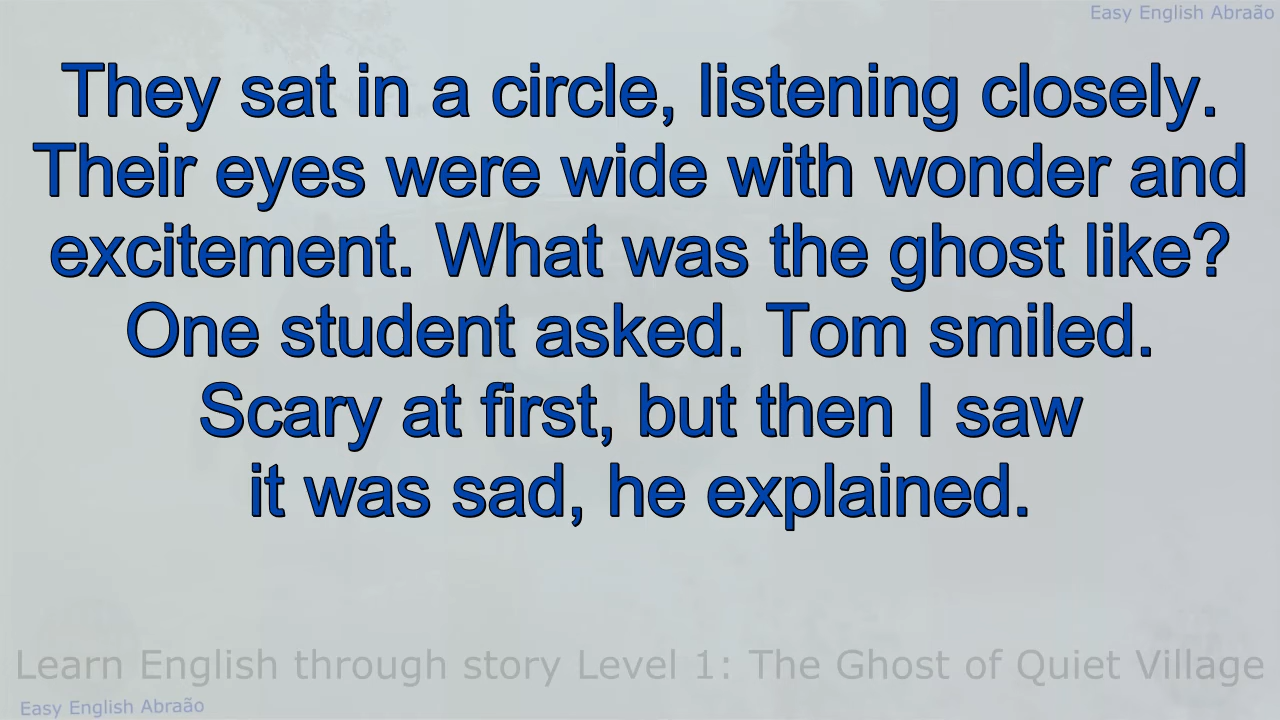 Easy English Abraão
They sat in a circle, listening closely.
Their eyes were wide with wonder and
excitement. What was the ghost like?
One student asked. Tom smiled.
Scary at first, but then I saw
it was sad, he explained.
Learn English through story Level 1: The Ghost of Quiet Village
Easy English Abraão